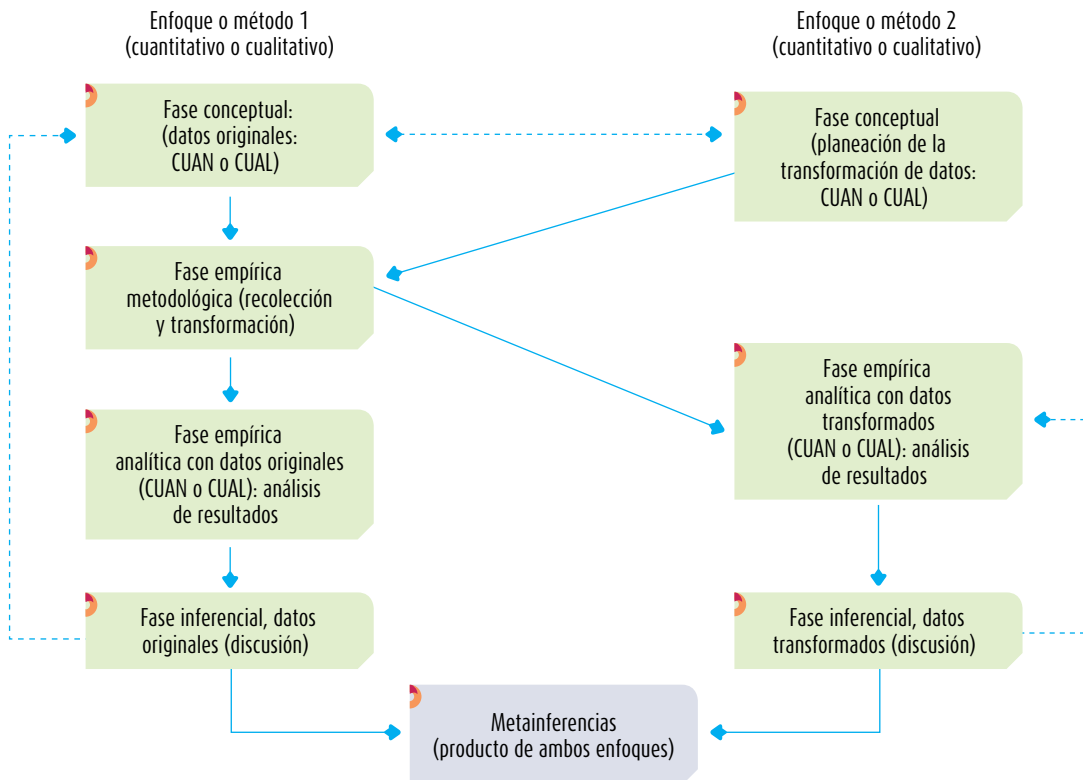 Enfoque o método 1
(cuantitativo o cualitativo)
Enfoque o método 2
(cuantitativo o cualitativo)
Fase conceptual:
(datos originales:
CUAN o CUAL)
Fase conceptual
(planeación de la
transformación de datos:
CUAN o CUAL)
Fase empírica
metodológica (recolección
y transformación)
Fase empírica
analítica con datos
transformados
(CUAN o CUAL): análisis
de resultados
Fase empírica
analítica con datos originales
(CUAN o CUAL): análisis
de resultados
Fase inferencial, datos
originales (discusión)
Fase inferencial, datos
transformados (discusión)
Metainferencias
(producto de ambos enfoques)